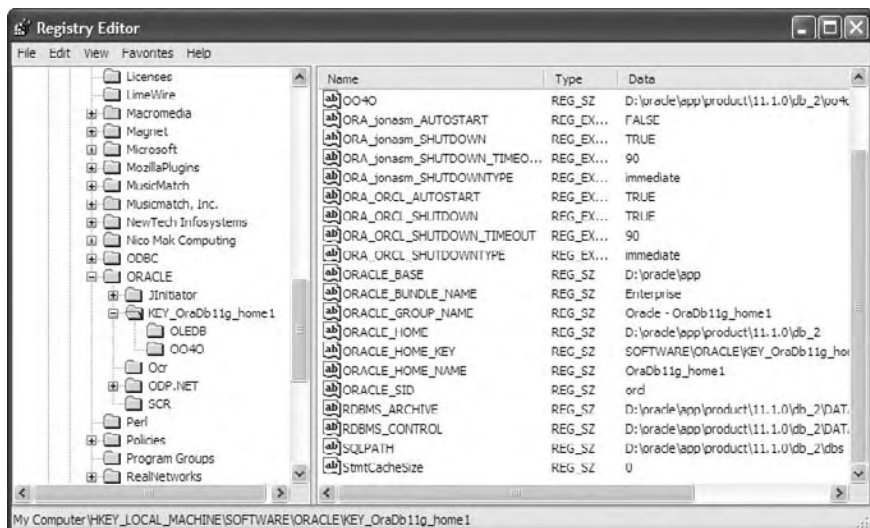 Registry Editor
File Edit View Favorites Help
Licenses
LimeWire
Macromedia
Magnet
Microsoft
MozillaPlugins
MusicMatch
Musicmatch, Inc.
NewTech Infosystems
Nico Mak Computing
ODBC
ORACLE
JInitiator
KEY_OraDb11g_home1
OLEDB
OO4O
Ocr
ODP.NET
SCR
Perl
Policies
Program Groups
RealNetworks
Name Type Data
OO4O REG_SZ D:\oracle\app\product\11.1.0\db_2\oo4o
ORA_jonasm_AUTOSTART REG_EX... FALSE
ORA_jonasm_SHUTDOWN REG_EX... TRUE
ORA_jonasm_SHUTDOWN_TIMEO... REG_EX... 90
ORA_jonasm_SHUTDOWNTYPE REG_EX... immediate
ORA_ORCL_AUTOSTART REG_EX... TRUE
ORA_ORCL_SHUTDOWN REG_EX... TRUE
ORA_ORCL_SHUTDOWN_TIMEOUT REG_EX... 90
ORA_ORCL_SHUTDOWNTYPE REG_EX... immediate
ORACLE_BASE REG_SZ D:\oracle\app
ORACLE_BUNDLE_NAME REG_SZ Enterprise
ORACLE_GROUP_NAME REG_SZ Oracle - OraDb11g_home1
ORACLE_HOME REG_SZ D:\oracle\app\product\11.1.0\db_2
ORACLE_HOME_KEY REG_SZ SOFTWARE\ORACLE\KEY_OraDb11g_ho
ORACLE_HOME_NAME REG_SZ OraDb11g_home1
ORACLE_SID REG_SZ orcl
RDBMS_ARCHIVE REG_SZ D:\oracle\app\product\11.1.0\db_2\DAT
RDBMS_CONTROL REG_SZ D:\oracle\app\product\11.1.0\db_2\DAT
SQLPATH REG_SZ D:\oracle\app\product\11.1.0\db_2\dbs
StmtCacheSize REG_SZ 0
My Computer\HKEY_LOCAL_MACHINE\SOFTWARE\ORACLE\KEY_OraDb11g_home1